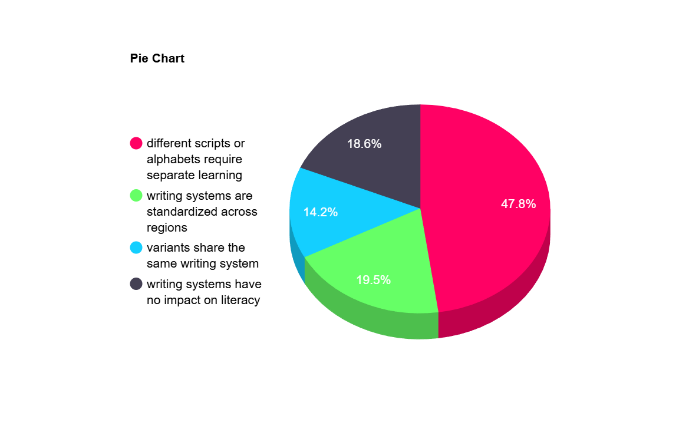 Pie Chart
different scripts or
alphabets require
separate learning
writing systems are
standardized across
regions
variants share the
same writing system
writing systems have
no impact on literacy
18.6%
47.8%
14.2%
19.5%